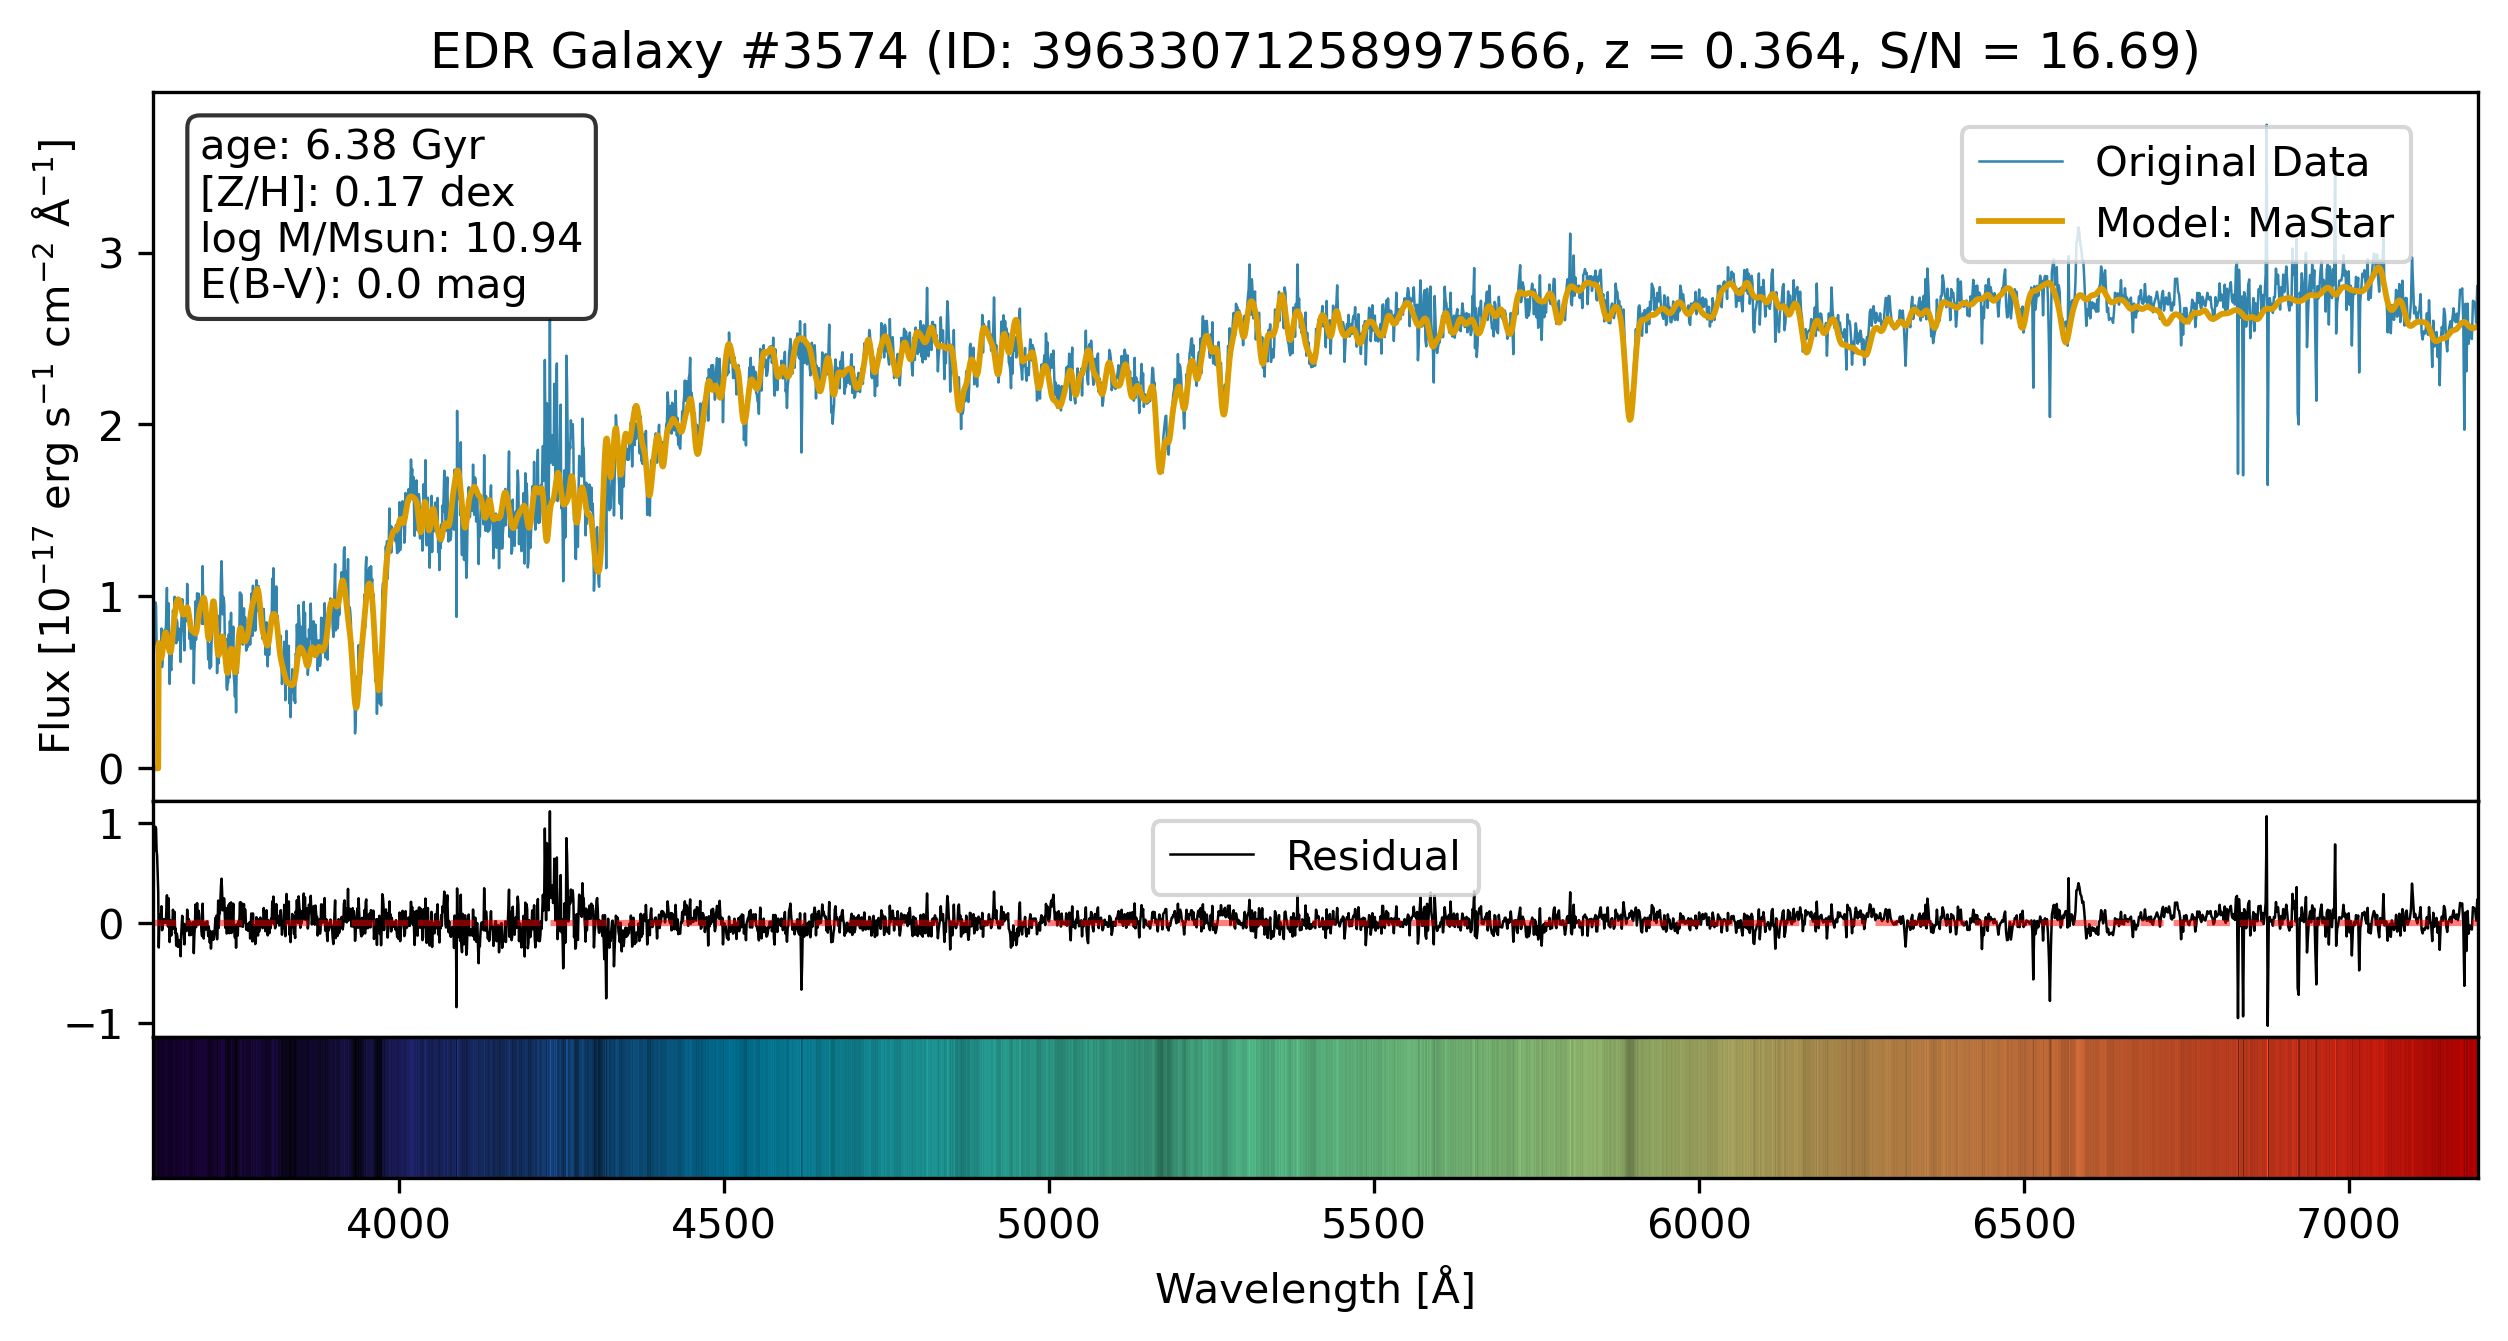 EDR Galaxy #3574 (ID: 39633071258997566, z = 0.364, S/N = 16.69)
age: 6.38 Gyr
[Z/H]: 0.17 dex
log M/Msun: 10.94
E(B-V): 0.0 mag
Original Data
Model: MaStar
Flux [10⁻¹⁷ erg s⁻¹ cm⁻² Å⁻¹]
3
2
1
0
Residual
1
0
−1
4000 4500 5000 5500 6000 6500 7000
Wavelength [Å]